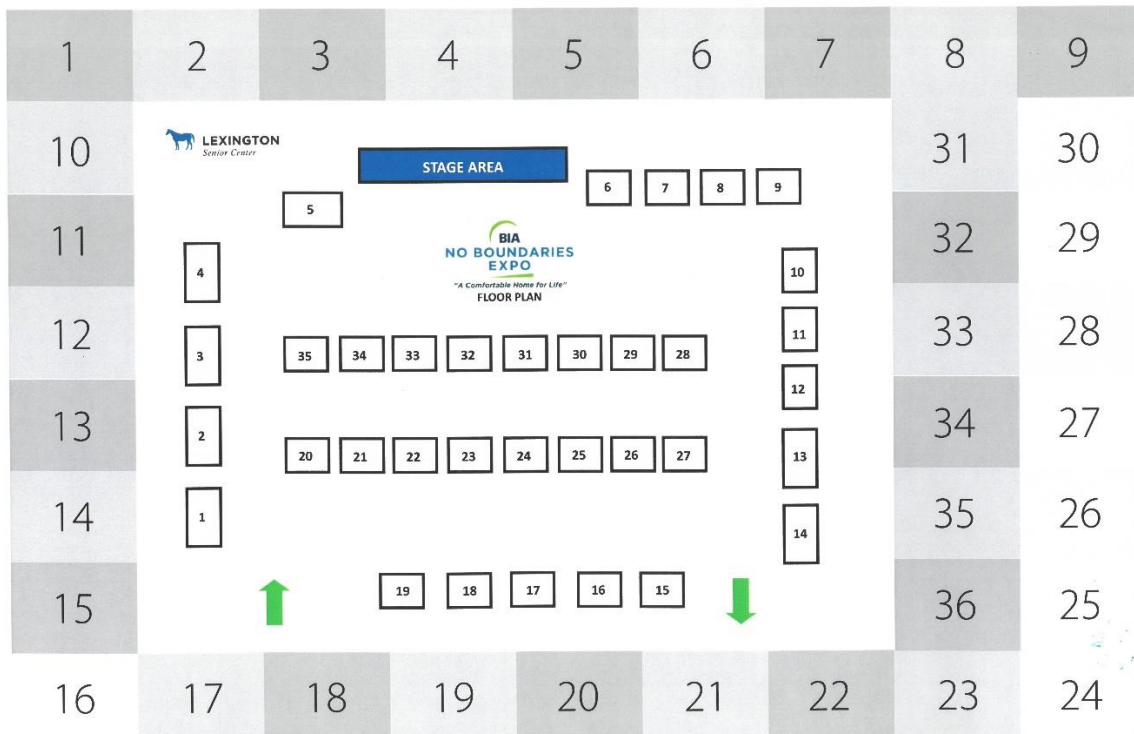 1 2 3 4 5 6 7 8 9
10 LEXINGTON 31 30
Senior Center
STAGE AREA
6 7 8 9
5
11 BIA 32 29
NO BOUNDARIES
EXPO
4 10
"A Comfortable Home for Life"
FLOOR PLAN
12 3 11 33 28
35 34 33 32 31 30 29 28
12
13 2 34 27
20 21 22 23 24 25 26 27 13
14 1 14 35 26
15 19 18 17 16 15 36 25
16 17 18 19 20 21 22 23 24